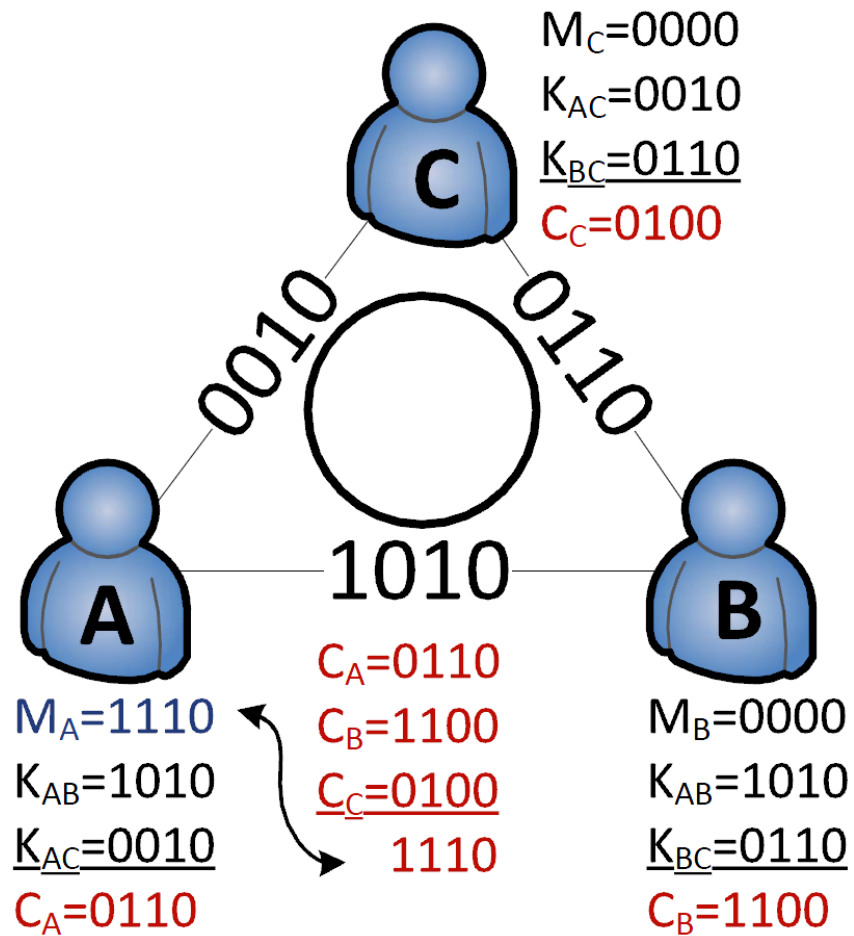 M_C=0000
K_AC=0010
K_BC=0110
C_C=0100
C
0010
0110
1010
A
B
M_A=1110
K_AB=1010
K_AC=0010
C_A=0110
C_A=0110
C_B=1100
C_C=0100
1110
M_B=0000
K_AB=1010
K_BC=0110
C_B=1100